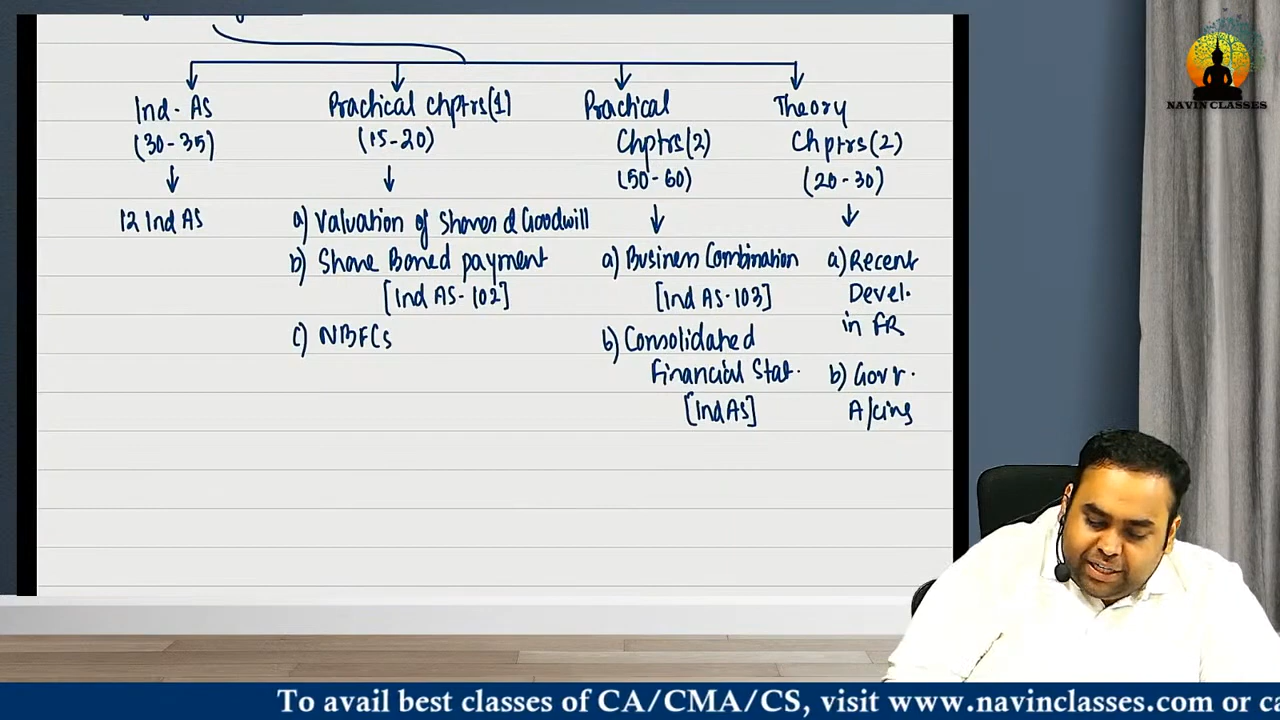 NAVIN CLASSES
Ind-AS
(30-35)
12 Ind AS
Practical Chptrs(1)
(15-20)
a) Valuation of Shares & Goodwill
b) Share Based payment
[Ind AS-102]
c) NBFCs
Practical
Chptrs(2)
(50-60)
a) Business Combination
[Ind AS-103]
b) Consolidated
Financial Stat.
[Ind AS]
Theory
Chptrs(2)
(20-30)
a) Recent
Devel.
in FR
b) Govr.
A/cing
To avail best classes of CA/CMA/CS, visit www.navinclasses.com or ca